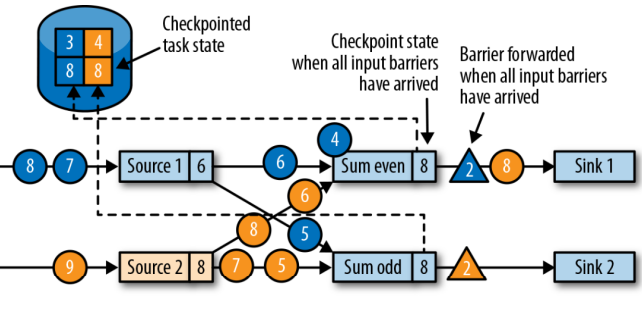 Checkpointed
task state
3 4
8 8
Checkpoint state
when all input barriers
have arrived
Barrier forwarded
when all input barriers
have arrived
4
8 7 Source 1 6 6 Sum even 8 2 8 Sink 1
6
8 5
9 Source 2 8 7 5 Sum odd 8 2 Sink 2